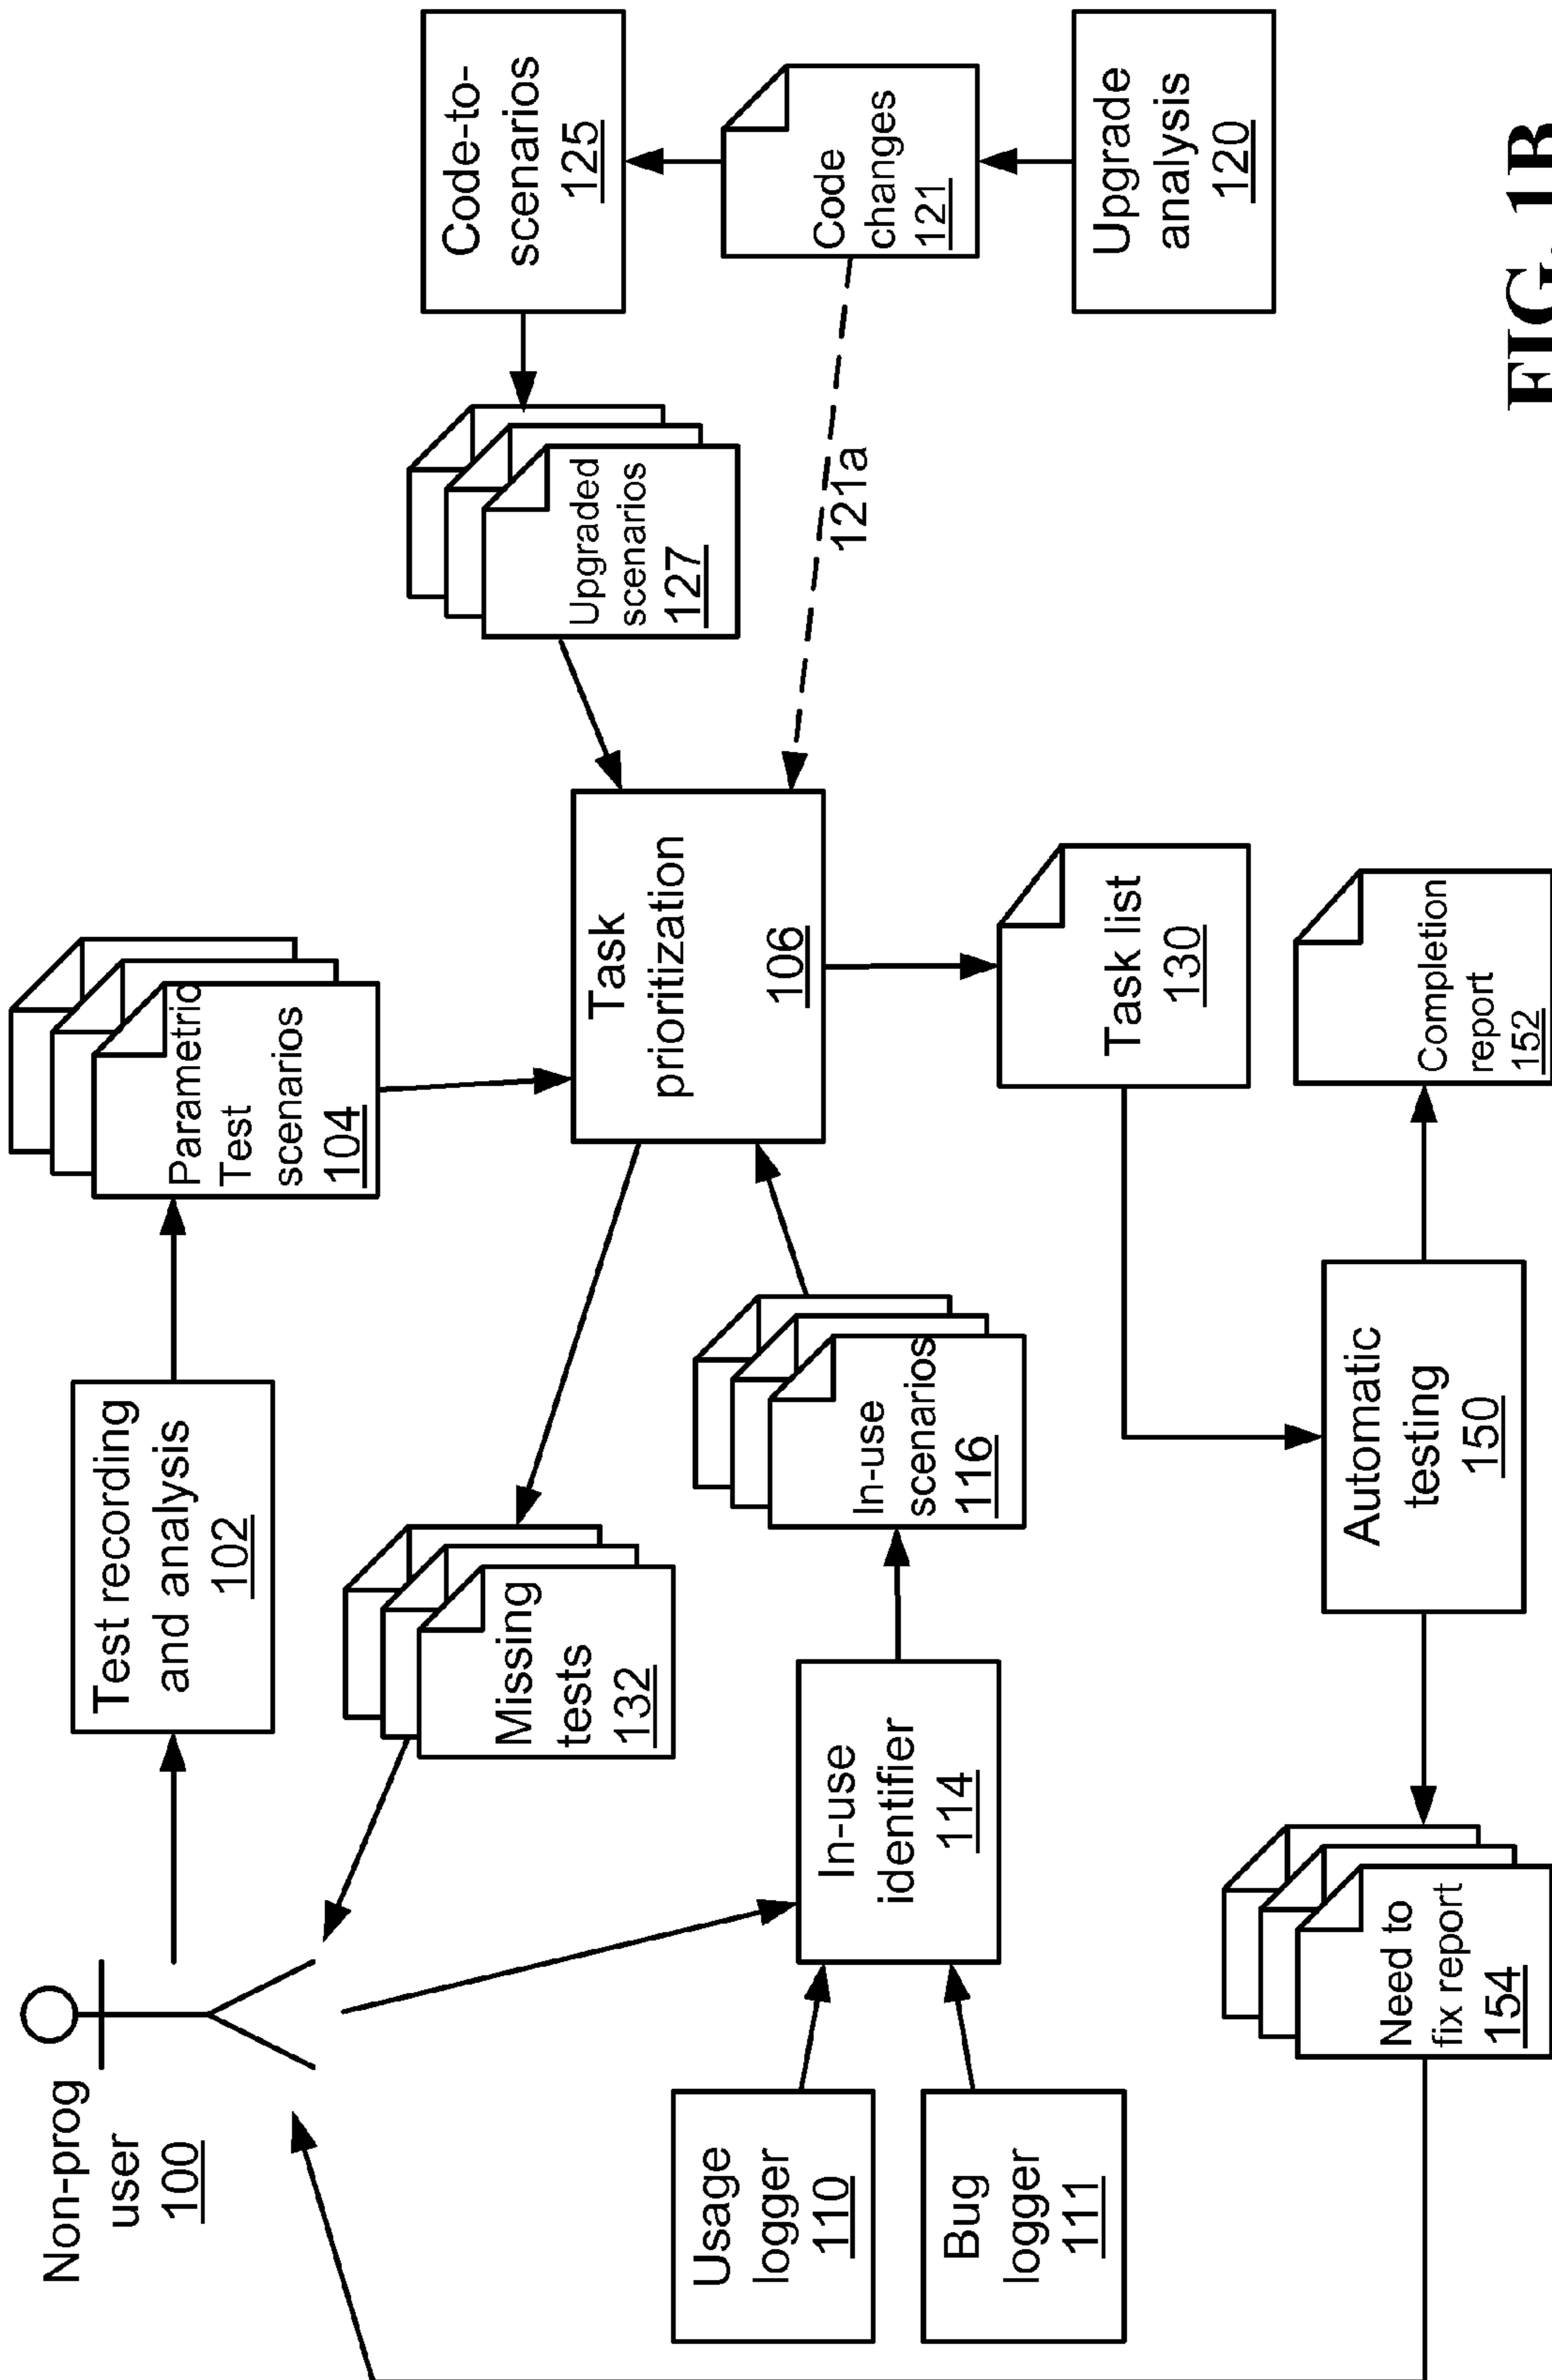 Non-prog
user
100
Test recording
and analysis
102
Parametric
Test
scenarios
104
Missing
tests
132
Task
prioritization
106
Upgraded
scenarios
127
Code-to-
scenarios
125
121a
Code
changes
121
Upgrade
analysis
120
Usage
logger
110
Bug
logger
111
In-use
identifier
114
In-use
scenarios
116
Task list
130
Need to
fix report
154
Automatic
testing
150
Completion
report
152
FIG. 1B